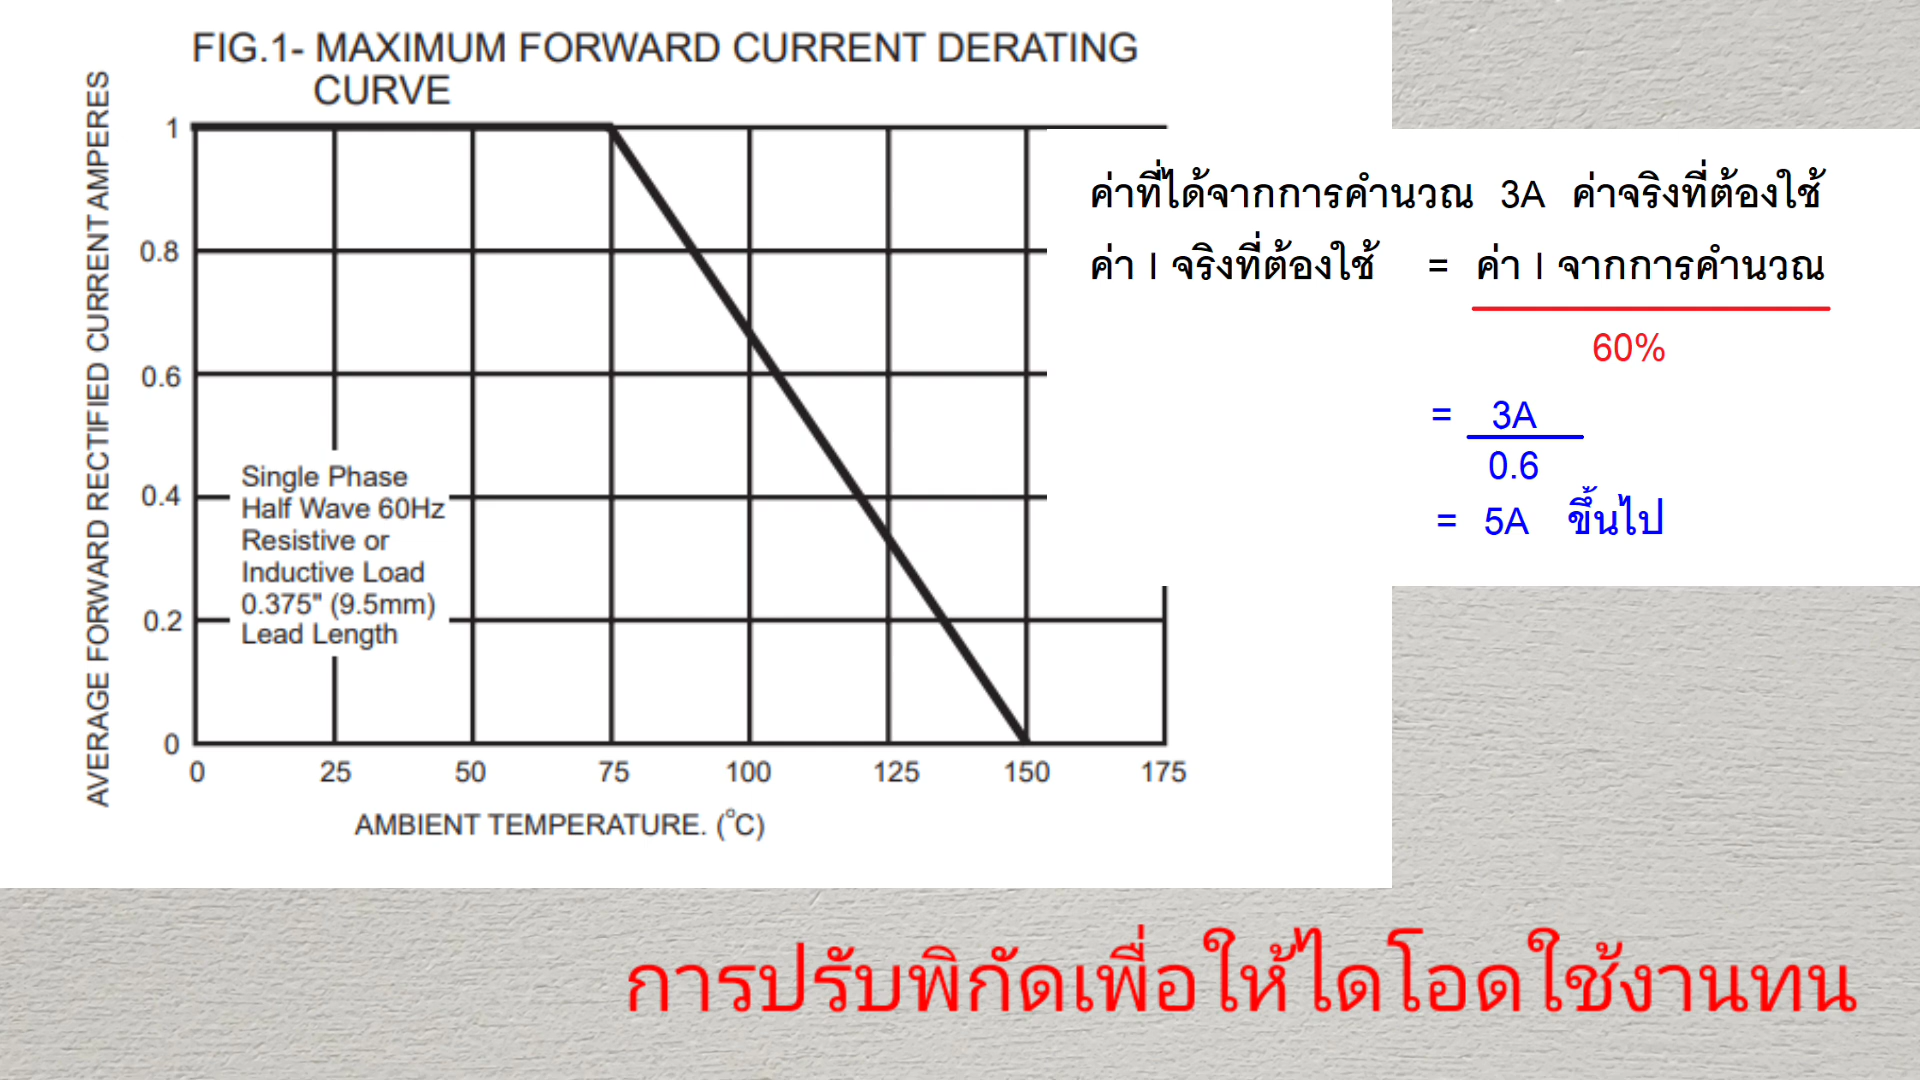 FIG.1- MAXIMUM FORWARD CURRENT DERATING
CURVE
AVERAGE FORWARD RECTIFIED CURRENT AMPERES
1
0.8
0.6
0.4
0.2
0
Single Phase
Half Wave 60Hz
Resistive or
Inductive Load
0.375" (9.5mm)
Lead Length
0 25 50 75 100 125 150 175
AMBIENT TEMPERATURE. (°C)
ค่าที่ได้จากการคำนวณ 3A ค่าจริงที่ต้องใช้
ค่า I จริงที่ต้องใช้ = ค่า I จากการคำนวณ
60%
= 3A
0.6
= 5A ขึ้นไป
การปรับพิกัดเพื่อให้ไดโอดใช้งานทน